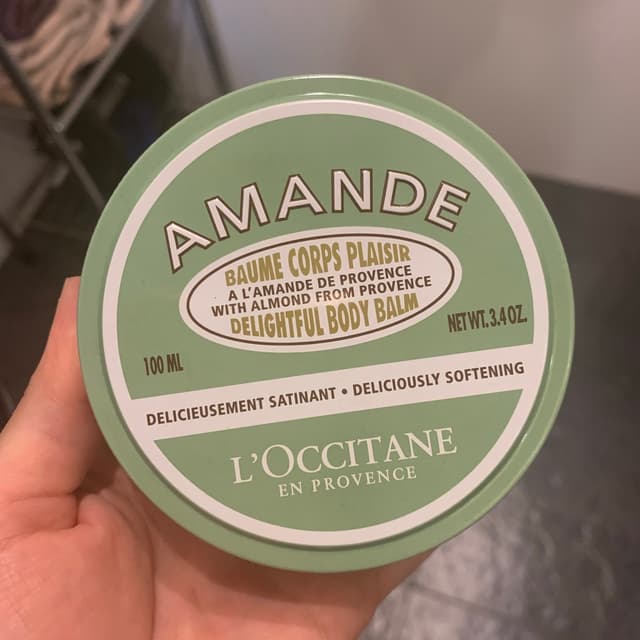 AMANDE
BAUME CORPS PLAISIR
A L'AMANDE DE PROVENCE
WITH ALMOND FROM PROVENCE
DELIGHTFUL BODY BALM
100 ML
NET WT. 3.4 OZ.
DELICIEUSEMENT SATINANT • DELICIOUSLY SOFTENING
L'OCCITANE
EN PROVENCE